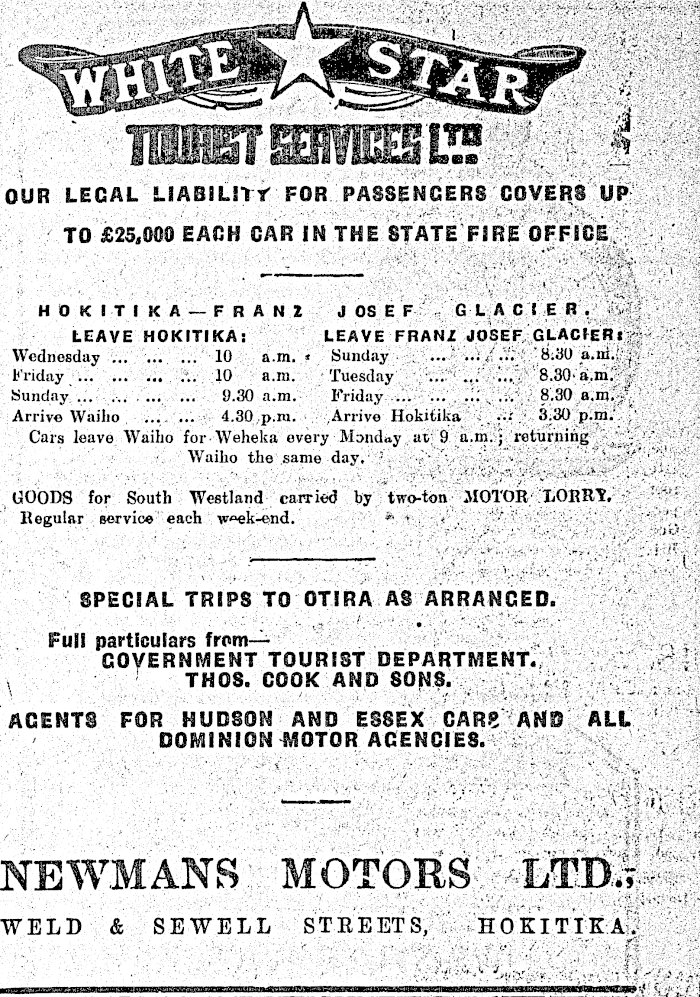 WHITE STAR
TOURIST SERVICES LTD
OUR LEGAL LIABILITY FOR PASSENGERS COVERS UP
TO £25,000 EACH CAR IN THE STATE FIRE OFFICE
HOKITIKA—FRANZ JOSEF GLACIER.
LEAVE HOKITIKA: LEAVE FRANZ JOSEF GLACIER:
Wednesday ... ... ... 10 a.m. Sunday ... ... ... 8.30 a.m.
Friday ... ... ... ... 10 a.m. Tuesday ... ... ... 8.30 a.m.
Sunday ... ... ... ... 9.30 a.m. Friday ... ... ... ... 8.30 a.m.
Arrive Waiho ... ... 4.30 p.m. Arrive Hokitika ... 3.30 p.m.
Cars leave Waiho for Weheka every Monday at 9 a.m.; returning
Waiho the same day.
GOODS for South Westland carried by two-ton MOTOR LORRY.
Regular service each week-end.
SPECIAL TRIPS TO OTIRA AS ARRANGED.
Full particulars from—
GOVERNMENT TOURIST DEPARTMENT.
THOS. COOK AND SONS.
AGENTS FOR HUDSON AND ESSEX CARS AND ALL
DOMINION MOTOR AGENCIES.
NEWMANS MOTORS LTD.,
WELD & SEWELL STREETS, HOKITIKA.